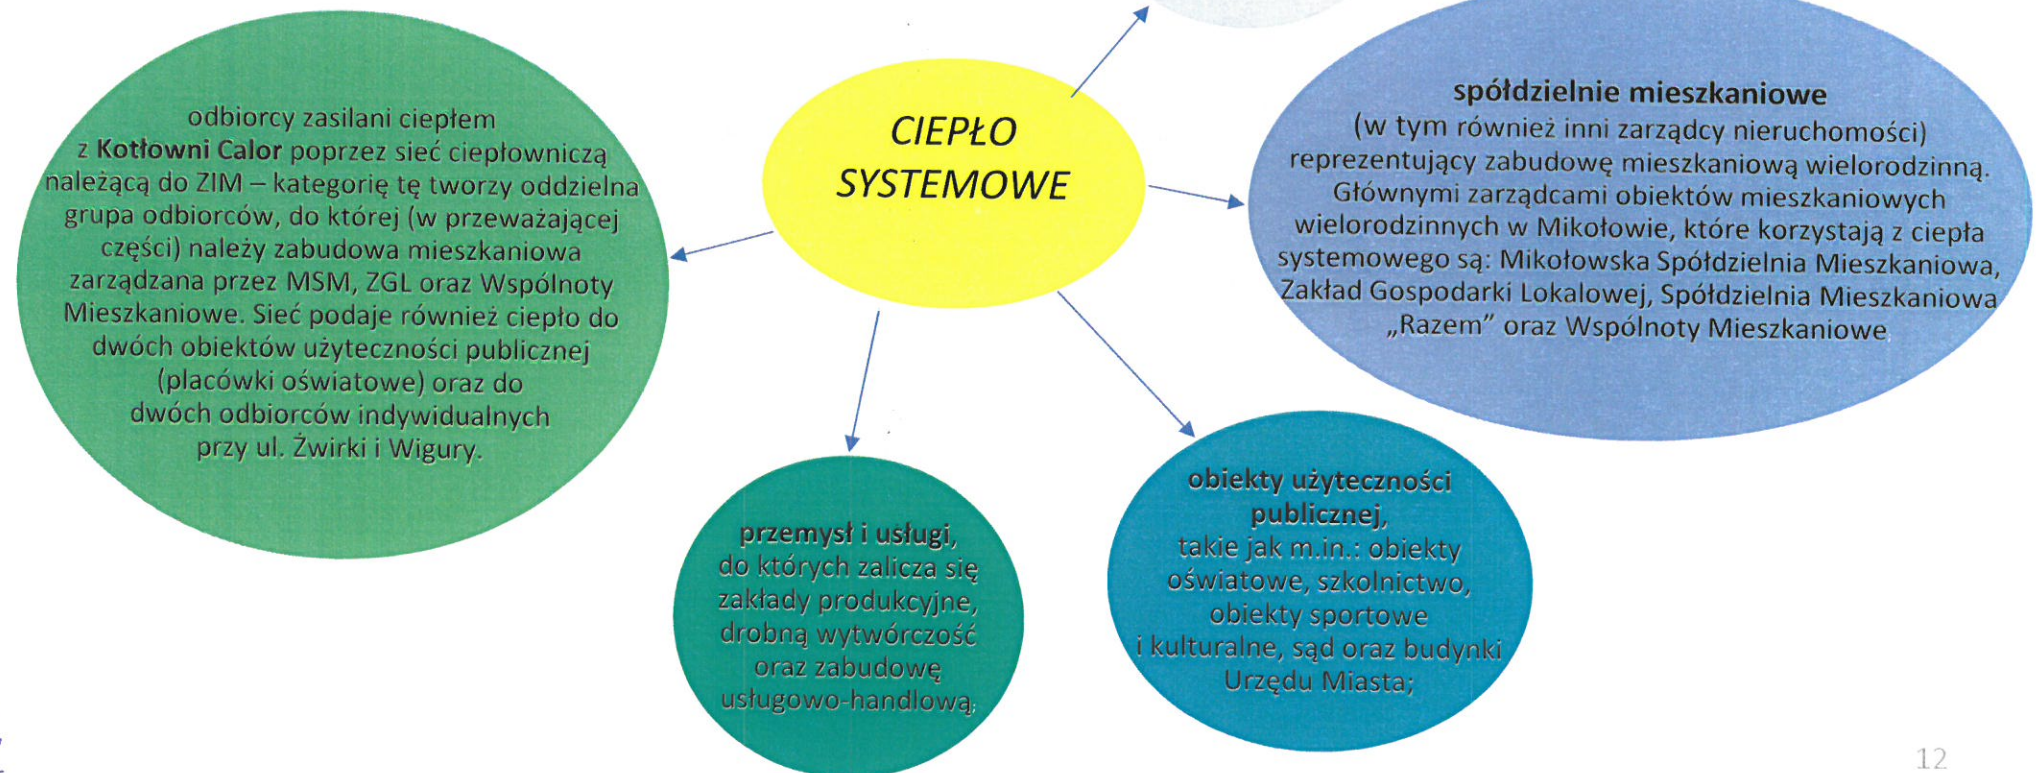 CIEPŁO
SYSTEMOWE
odbiorcy zasilani ciepłem
z Kotłowni Calor poprzez sieć ciepłowniczą
należącą do ZIM – kategorię tę tworzy oddzielna
grupa odbiorców, do której (w przeważającej
części) należy zabudowa mieszkaniowa
zarządzana przez MSM, ZGL oraz Wspólnoty
Mieszkaniowe. Sieć podaje również ciepło do
dwóch obiektów użyteczności publicznej
(placówki oświatowe) oraz do
dwóch odbiorców indywidualnych
przy ul. Żwirki i Wigury.
spółdzielnie mieszkaniowe
(w tym również inni zarządcy nieruchomości)
reprezentujący zabudowę mieszkaniową wielorodzinną.
Głównymi zarządcami obiektów mieszkaniowych
wielorodzinnych w Mikołowie, które korzystają z ciepła
systemowego są: Mikołowska Spółdzielnia Mieszkaniowa,
Zakład Gospodarki Lokalowej, Spółdzielnia Mieszkaniowa
„Razem” oraz Wspólnoty Mieszkaniowe.
przemysł i usługi,
do których zalicza się
zakłady produkcyjne,
drobną wytwórczość
oraz zabudowę
usługowo-handlową;
obiekty użyteczności
publicznej,
takie jak m.in.: obiekty
oświatowe, szkolnictwo,
obiekty sportowe
i kulturalne, sąd oraz budynki
Urzędu Miasta;
12